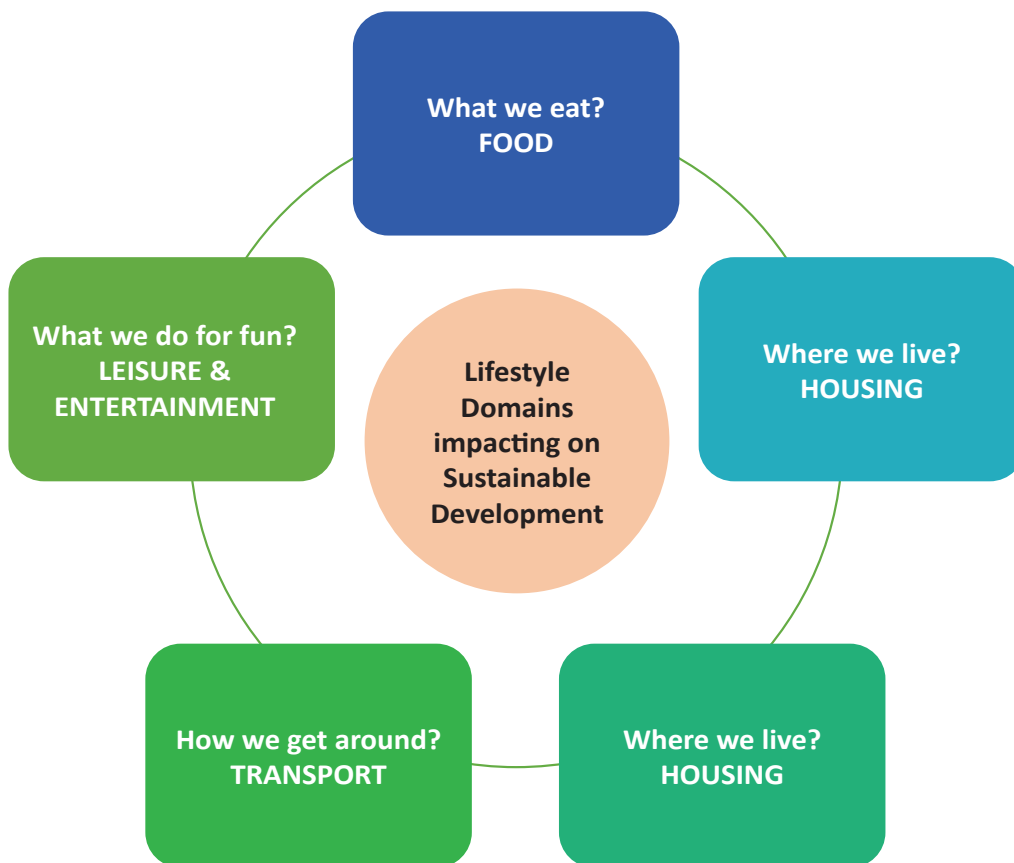 What we eat?
FOOD
Where we live?
HOUSING
Where we live?
HOUSING
How we get around?
TRANSPORT
What we do for fun?
LEISURE &
ENTERTAINMENT
Lifestyle
Domains
impacting on
Sustainable
Development